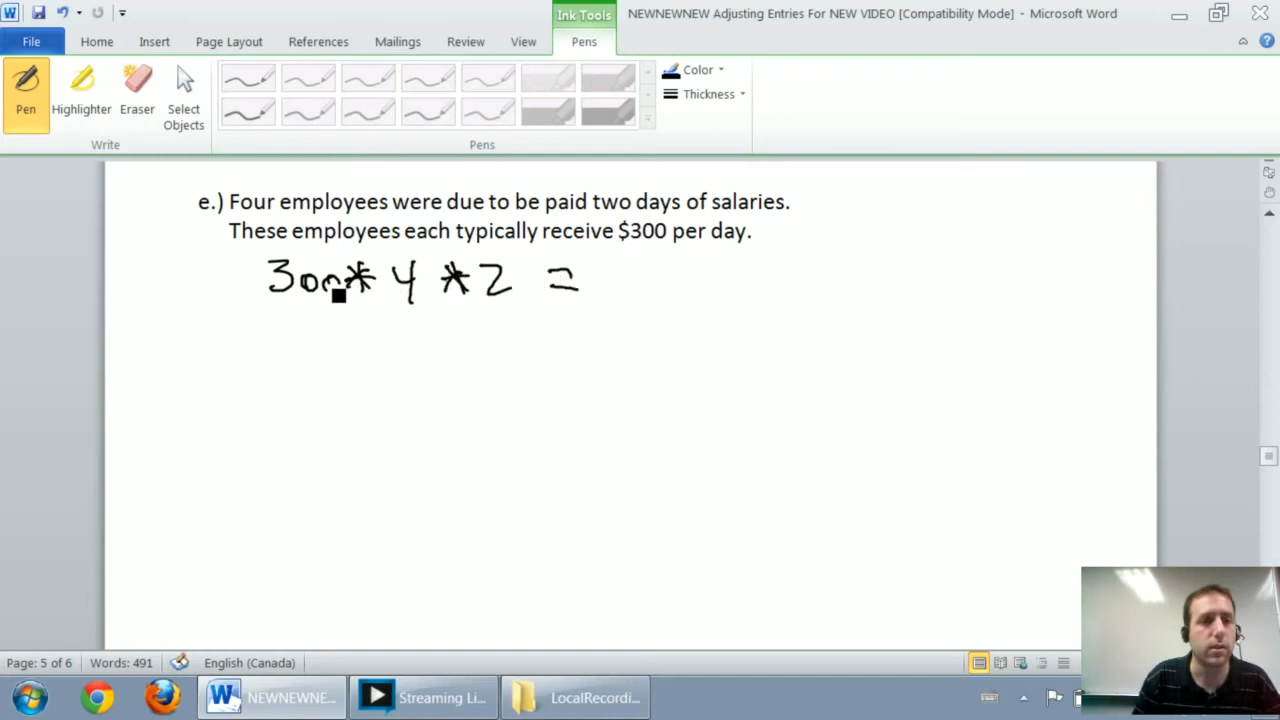 Ink Tools
NEWNEWNEW Adjusting Entries For NEW VIDEO [Compatibility Mode] - Microsoft Word
File Home Insert Page Layout References Mailings Review View Pens
Pen Highlighter Eraser Select Objects
Color
Thickness
Write Pens
e.) Four employees were due to be paid two days of salaries.
These employees each typically receive $300 per day.
300 * 4 * 2 =
Page: 5 of 6 Words: 491 English (Canada)
NEWNEWNE... Streaming Li... LocalRecordi...